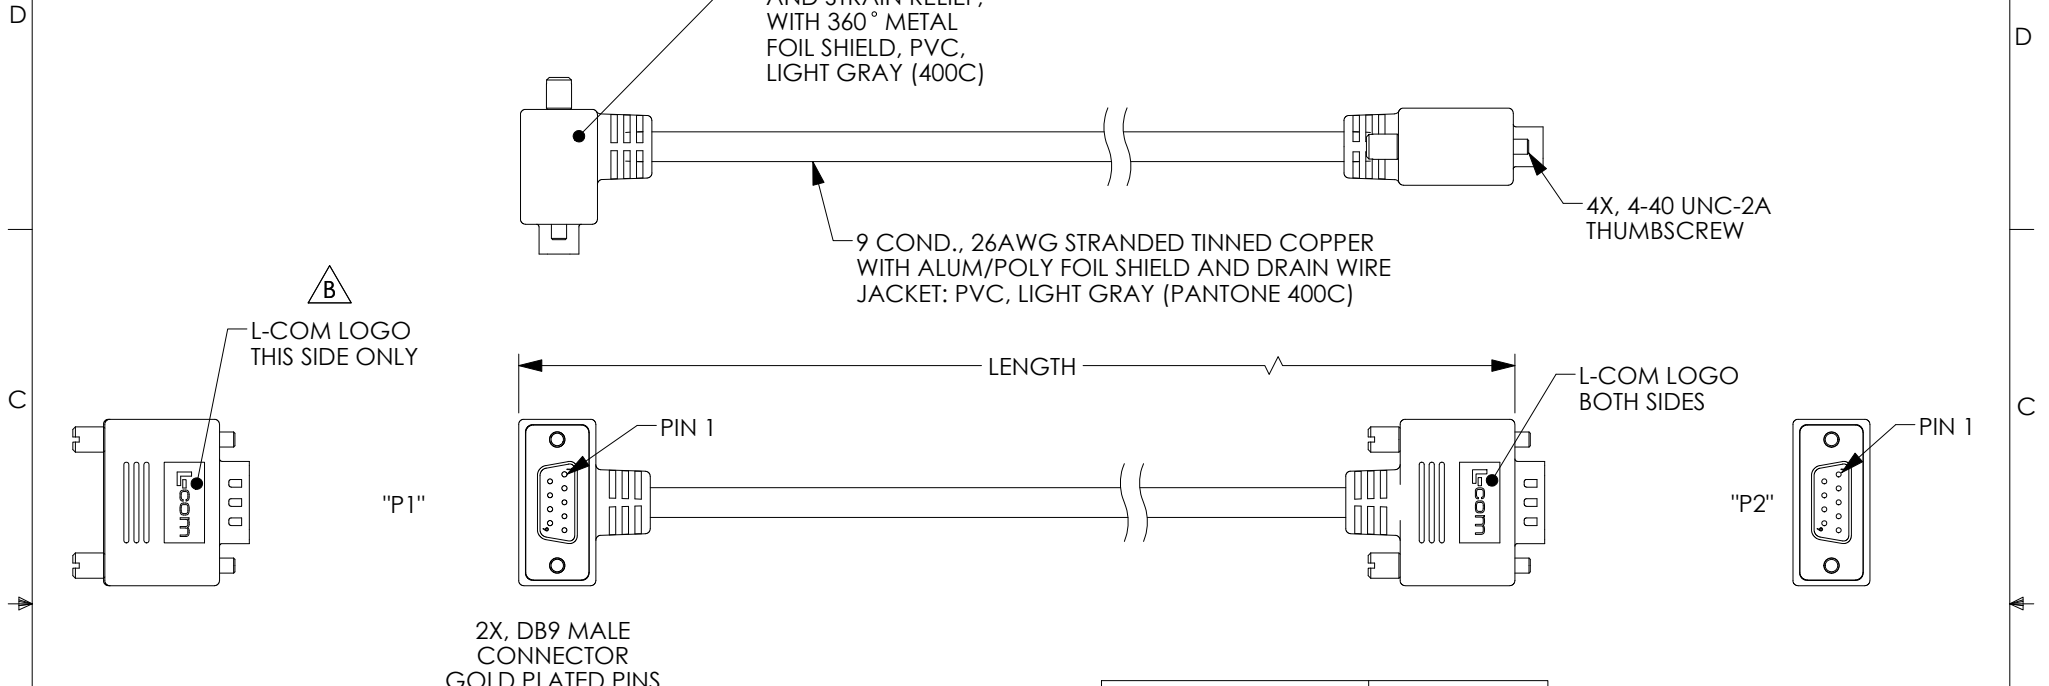 D
AND STRAIN RELIEF,
WITH 360° METAL
FOIL SHIELD, PVC,
LIGHT GRAY (400C)
D
4X, 4-40 UNC-2A
THUMBSCREW
9 COND., 26AWG STRANDED TINNED COPPER
WITH ALUM/POLY FOIL SHIELD AND DRAIN WIRE
JACKET: PVC, LIGHT GRAY (PANTONE 400C)
B
L-COM LOGO
THIS SIDE ONLY
LENGTH
L-COM LOGO
BOTH SIDES
C
C
PIN 1
PIN 1
L-com
"P1"
L-com
"P2"
2X, DB9 MALE
CONNECTOR
GOLD PLATED PINS